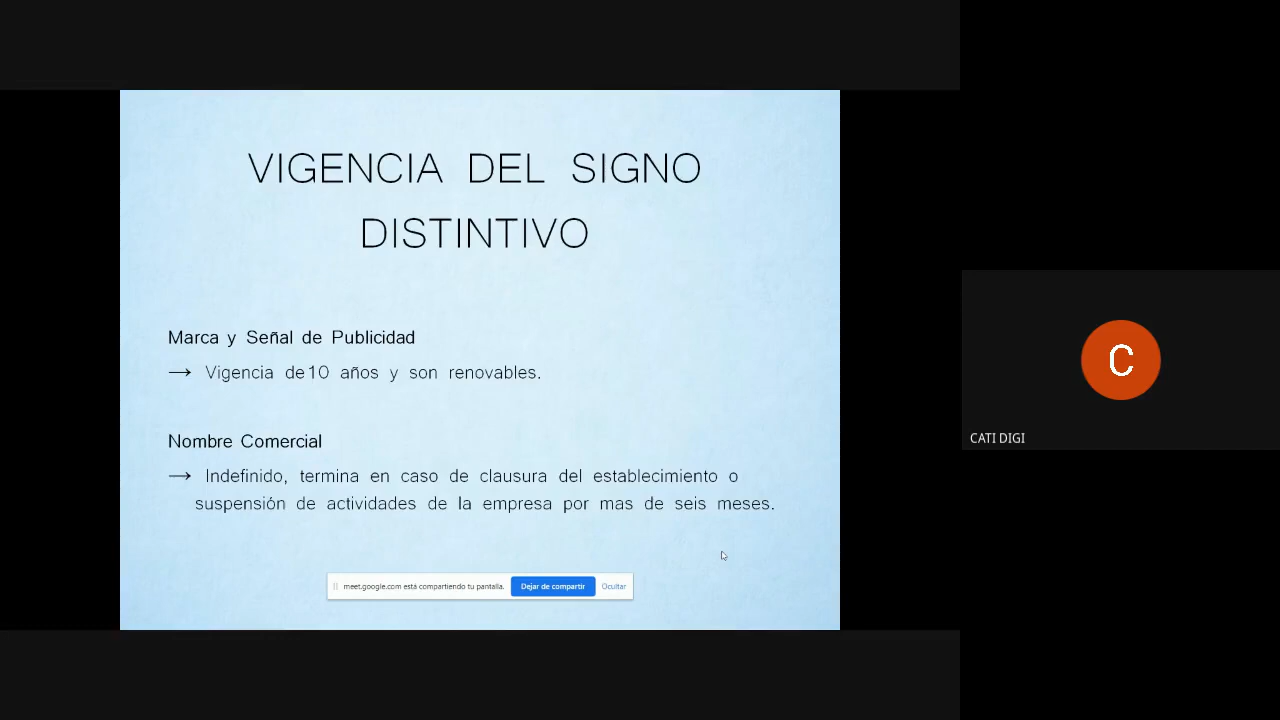 VIGENCIA DEL SIGNO
DISTINTIVO
Marca y Señal de Publicidad
→ Vigencia de10 años y son renovables.
Nombre Comercial
→ Indefinido, termina en caso de clausura del establecimiento o
suspensión de actividades de la empresa por mas de seis meses.
meet.google.com está compartiendo tu pantalla. Dejar de compartir Ocultar
C
CATI DIGI